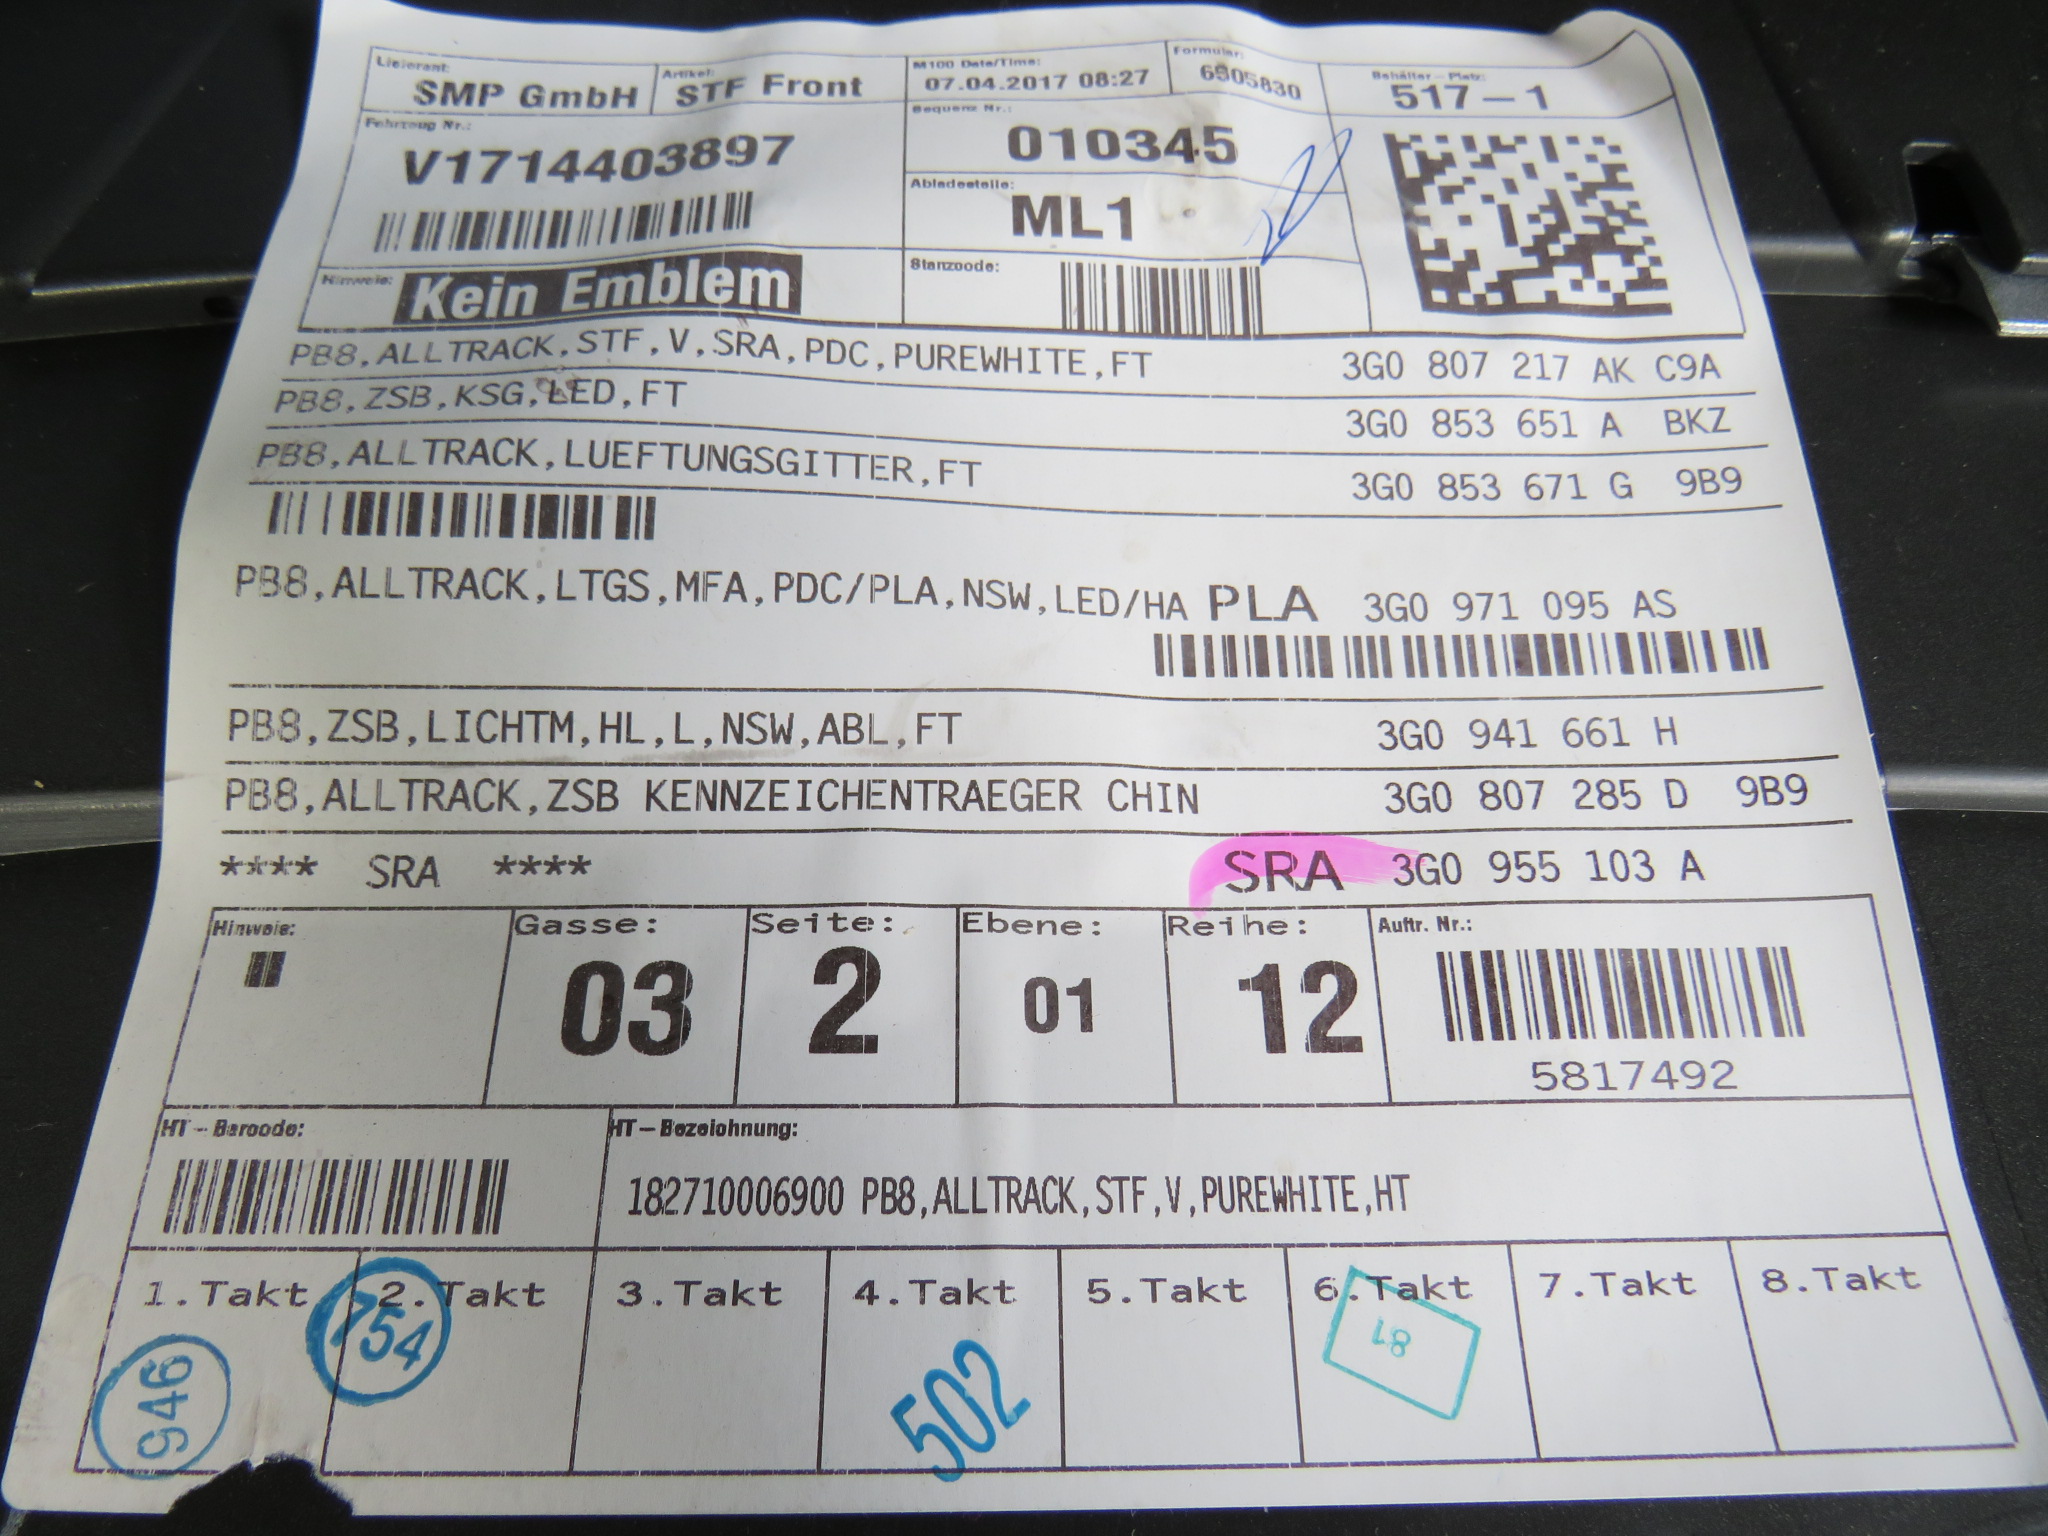 Lieferant:
SMP GmbH
Artikel:
STF Front
M100 Date/Time:
07.04.2017 08:27
Formular:
6905830
Behälter-Platz:
517-1
Fahrzeug Nr.:
V1714403897
Sequenz Nr.:
010345
Abladestelle:
ML1
Hinweis:
Kein Emblem
Stanzcode:
PB8,ALLTRACK,STF,V,SRA,PDC,PUREWHITE,FT 3G0 807 217 AK C9A
PB8,ZSB,KSG,LED,FT 3G0 853 651 A BKZ
PB8,ALLTRACK,LUEFTUNGSGITTER,FT 3G0 853 671 G 9B9
PB8,ALLTRACK,LTGS,MFA,PDC/PLA,NSW,LED/HA PLA 3G0 971 095 AS
PB8,ZSB,LICHTM,HL,L,NSW,ABL,FT 3G0 941 661 H
PB8,ALLTRACK,ZSB KENNZEICHENTRAEGER CHIN 3G0 807 285 D 9B9
**** SRA **** SRA 3G0 955 103 A
Hinweis:
Gasse:
03
Seite:
2
Ebene:
01
Reihe:
12
Auftr. Nr.:
5817492
HT-Barcode:
HT-Bezeichnung:
182710006900 PB8,ALLTRACK,STF,V,PUREWHITE,HT
1.Takt 2.Takt 3.Takt 4.Takt 5.Takt 6.Takt 7.Takt 8.Takt
946
754
502